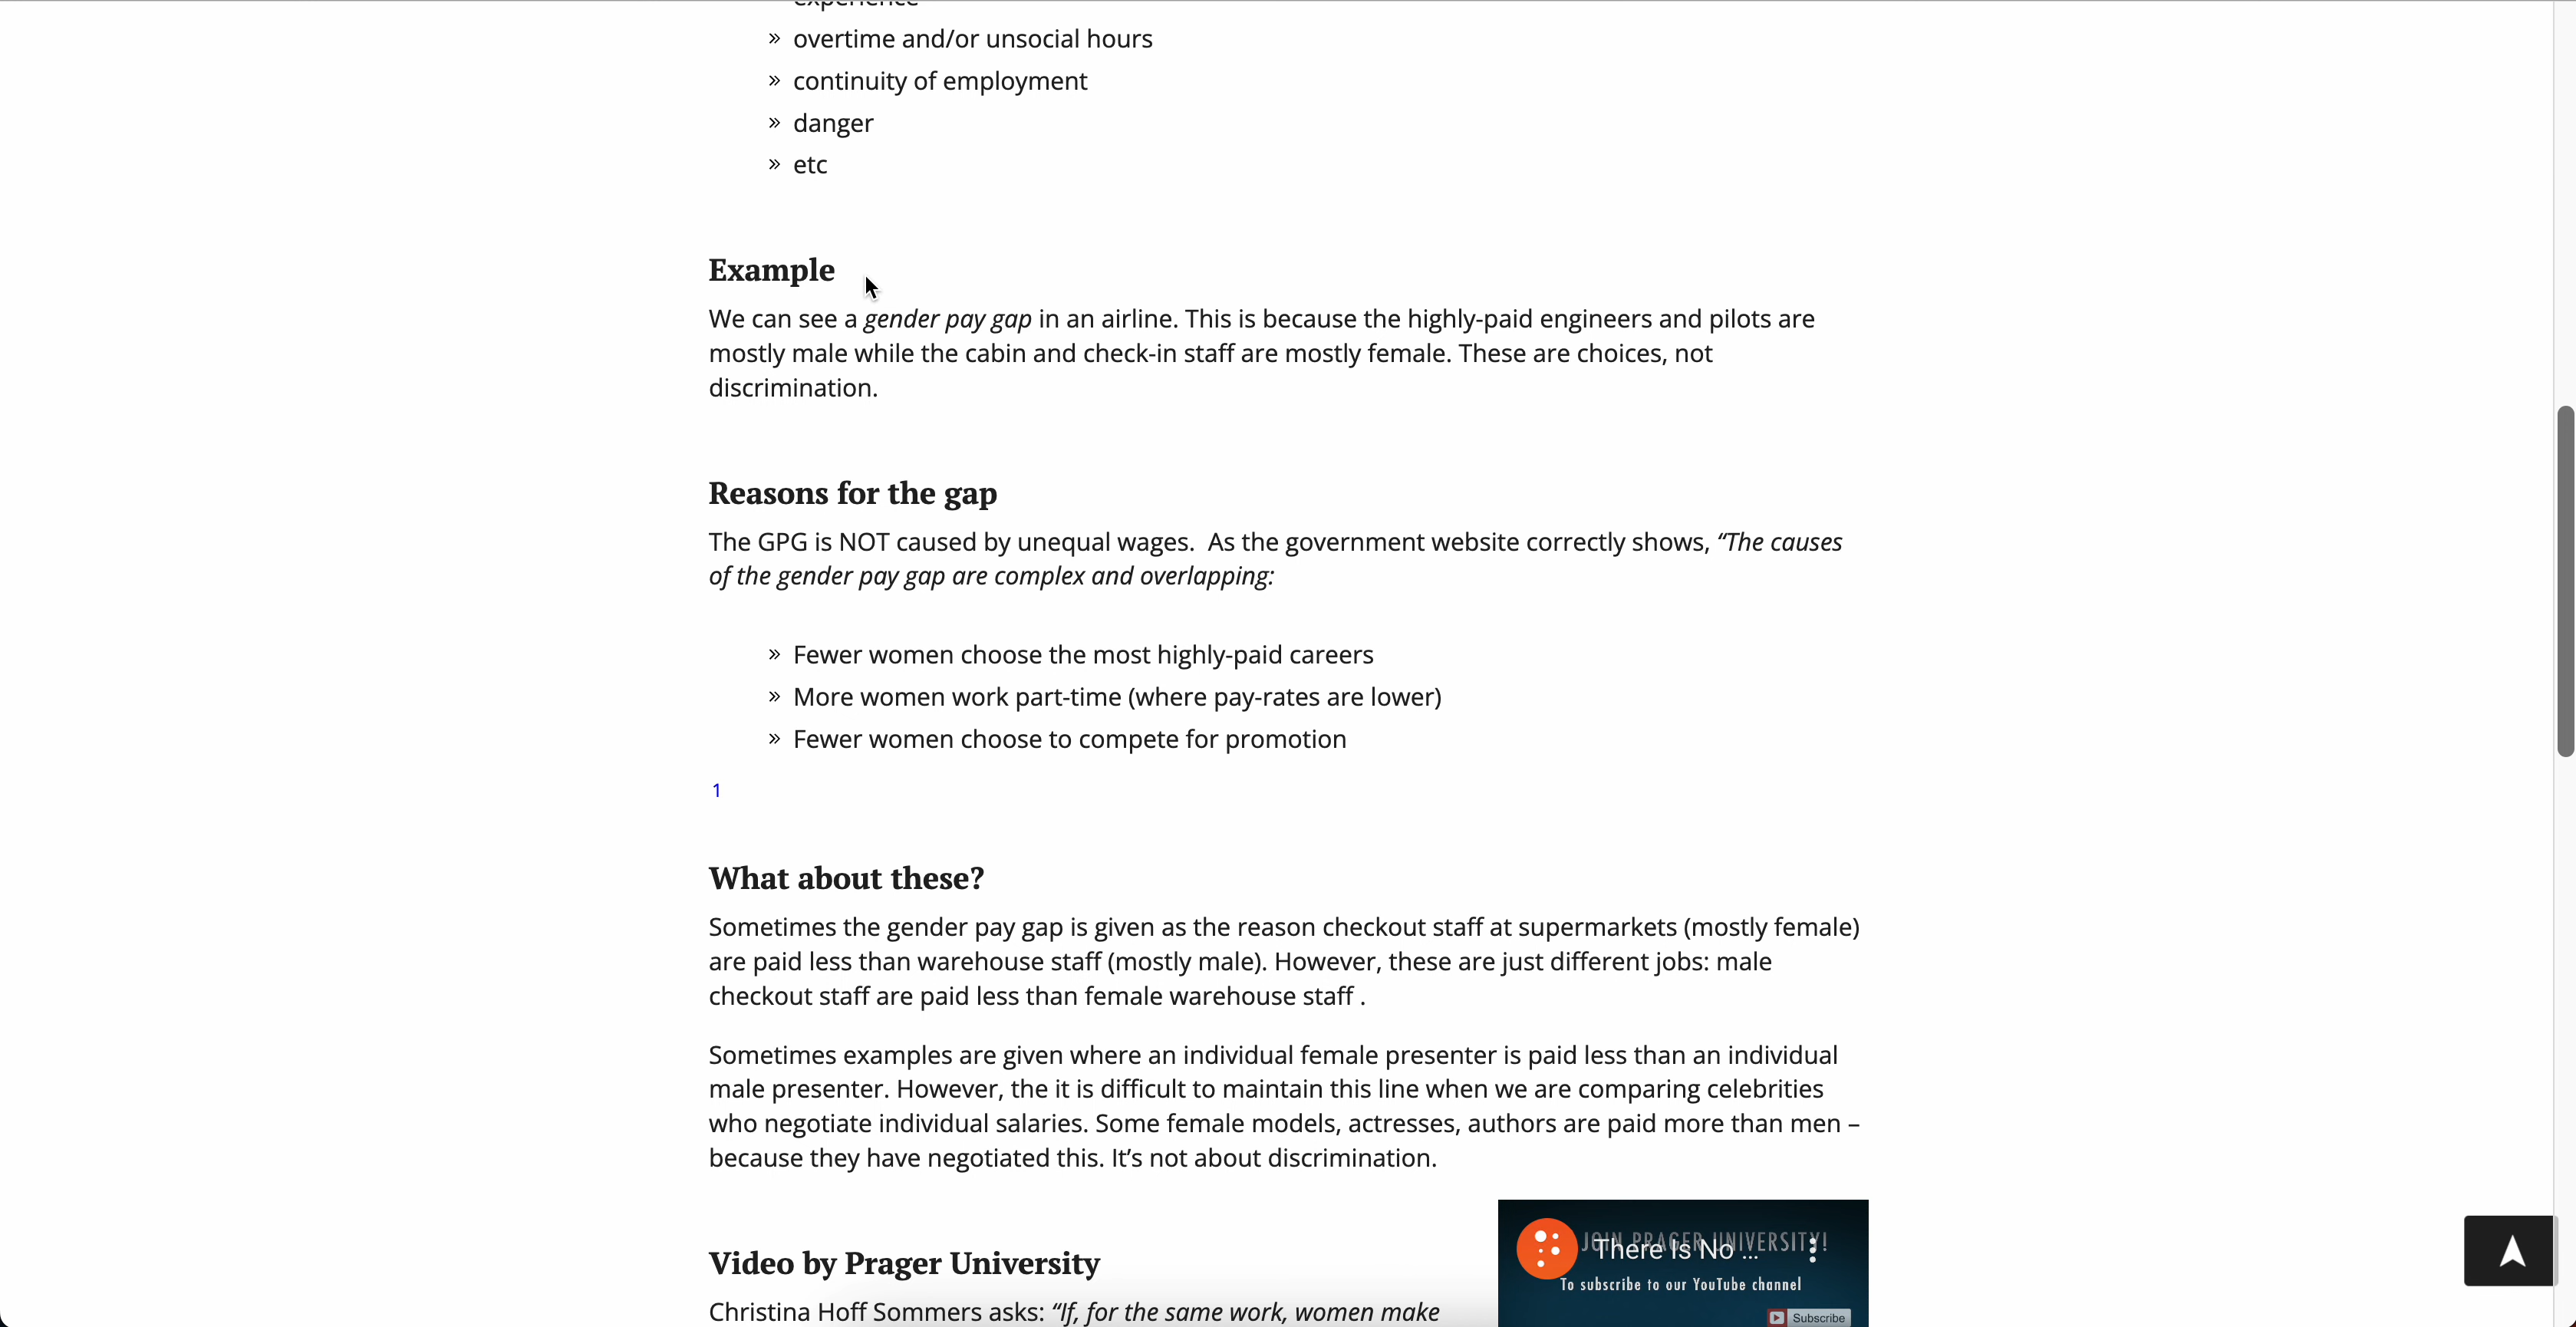 experience
» overtime and/or unsocial hours
» continuity of employment
» danger
» etc
Example
We can see a gender pay gap in an airline. This is because the highly-paid engineers and pilots are
mostly male while the cabin and check-in staff are mostly female. These are choices, not
discrimination.
Reasons for the gap
The GPG is NOT caused by unequal wages.  As the government website correctly shows, “The causes
of the gender pay gap are complex and overlapping:
» Fewer women choose the most highly-paid careers
» More women work part-time (where pay-rates are lower)
» Fewer women choose to compete for promotion
1
What about these?
Sometimes the gender pay gap is given as the reason checkout staff at supermarkets (mostly female)
are paid less than warehouse staff (mostly male). However, these are just different jobs: male
checkout staff are paid less than female warehouse staff .
Sometimes examples are given where an individual female presenter is paid less than an individual
male presenter. However, the it is difficult to maintain this line when we are comparing celebrities
who negotiate individual salaries. Some female models, actresses, authors are paid more than men –
because they have negotiated this. It’s not about discrimination.
Video by Prager University
Christina Hoff Sommers asks: “If, for the same work, women make
JOIN PRAGER UNIVERSITY!
There Is No ...
To subscribe to our YouTube channel
Subscribe